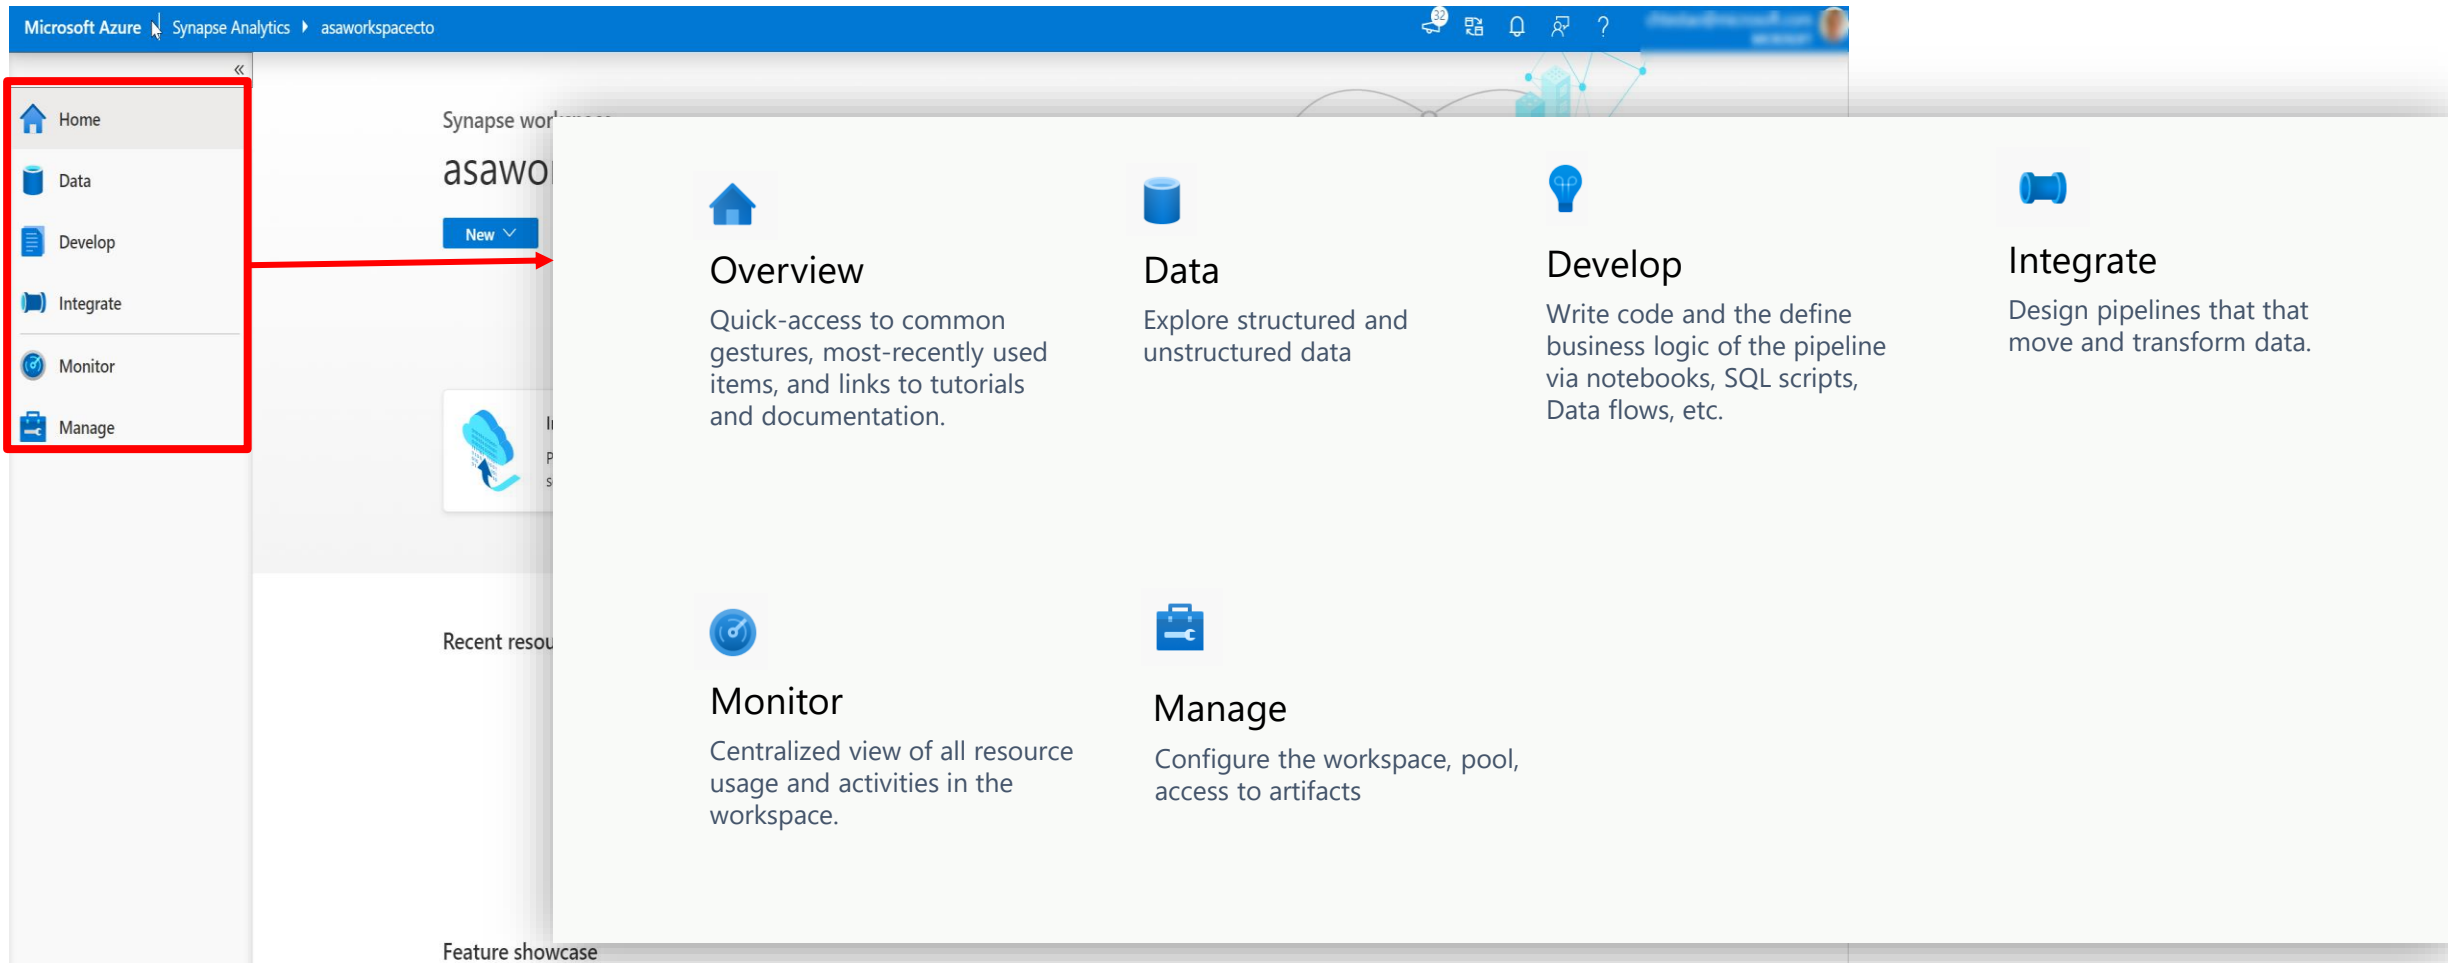 Microsoft Azure Synapse Analytics asaworkspacecto
32
?
«
Home
Data
Develop
Integrate
Monitor
Manage
Synapse
New
Recent
Feature showcase
Overview
Quick-access to common
gestures, most-recently used
items, and links to tutorials
and documentation.
Data
Explore structured and
unstructured data
Develop
Write code and the define
business logic of the pipeline
via notebooks, SQL scripts,
Data flows, etc.
Integrate
Design pipelines that that
move and transform data.
Monitor
Centralized view of all resource
usage and activities in the
workspace.
Manage
Configure the workspace, pool,
access to artifacts